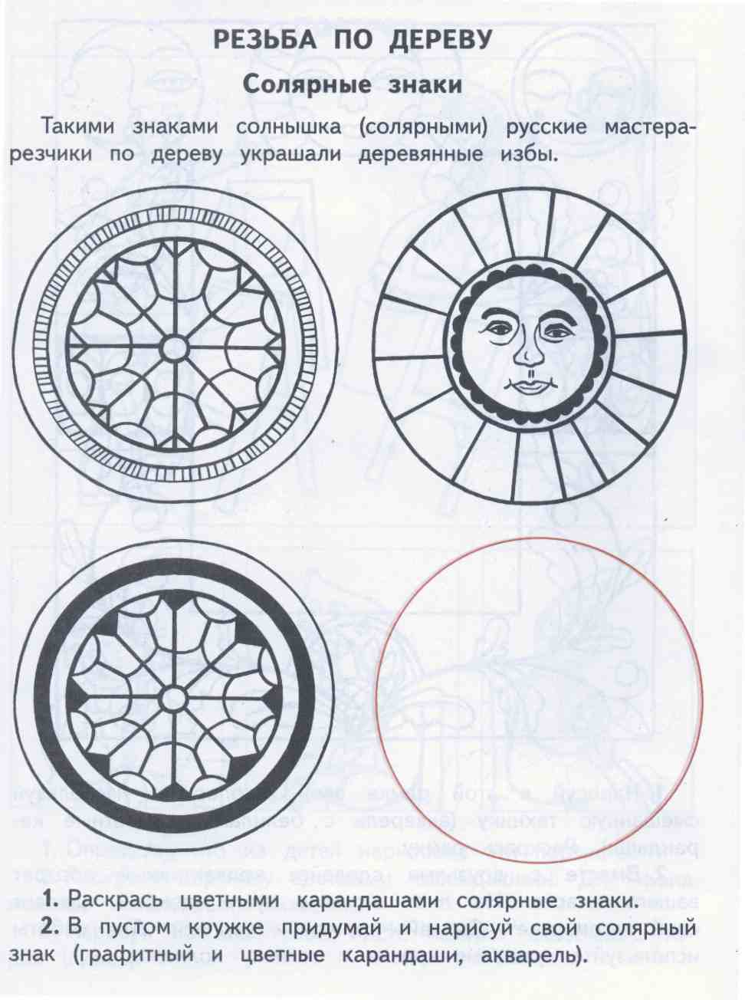 РЕЗЬБА ПО ДЕРЕВУ
Солярные знаки
Такими знаками солнышка (солярными) русские мастера-
резчики по дереву украшали деревянные избы.
1. Раскрась цветными карандашами солярные знаки.
2. В пустом кружке придумай и нарисуй свой солярный
знак (графитный и цветные карандаши, акварель).